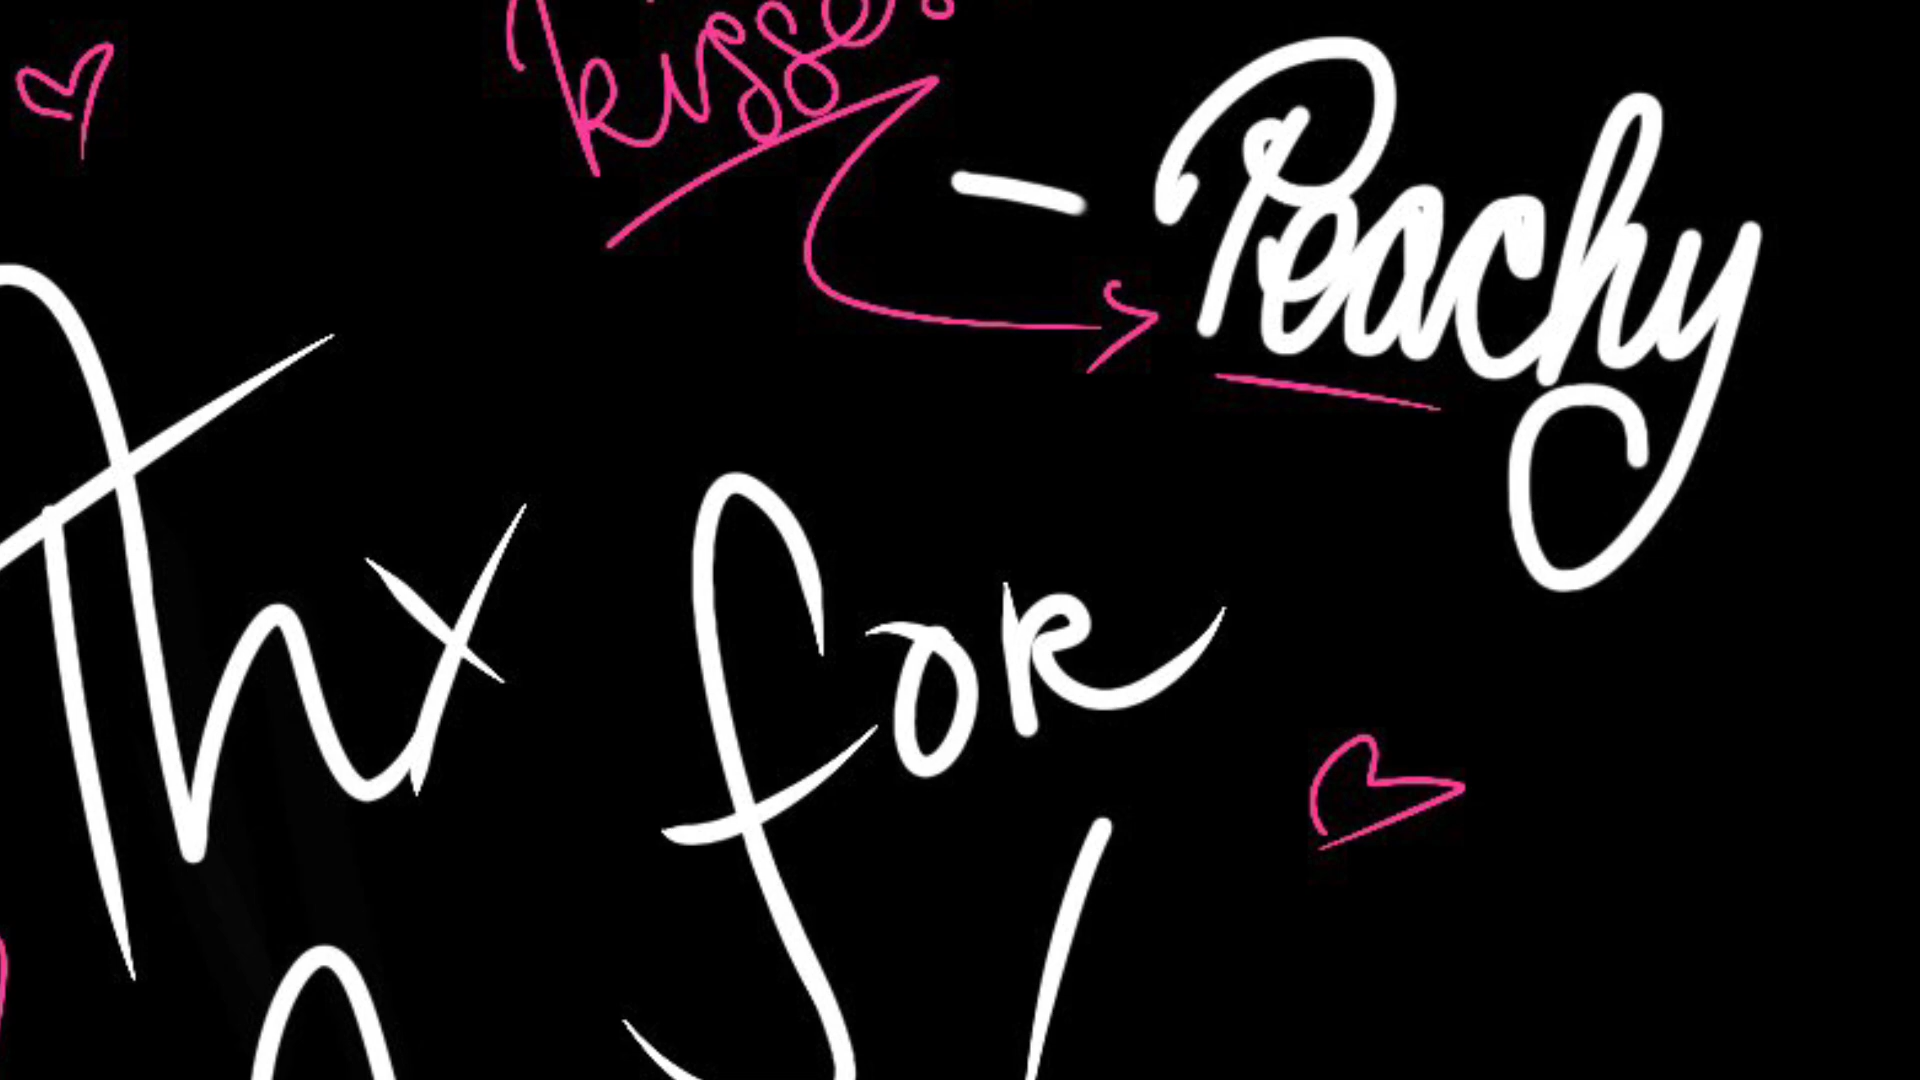 kisses
- Peachy
Thx for